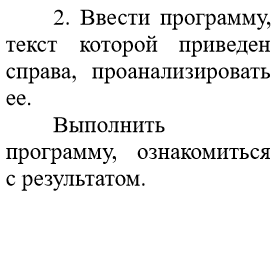 2. Ввести программу,
текст которой приведен
справа, проанализировать
ее.
Выполнить
программу, ознакомиться
с результатом.